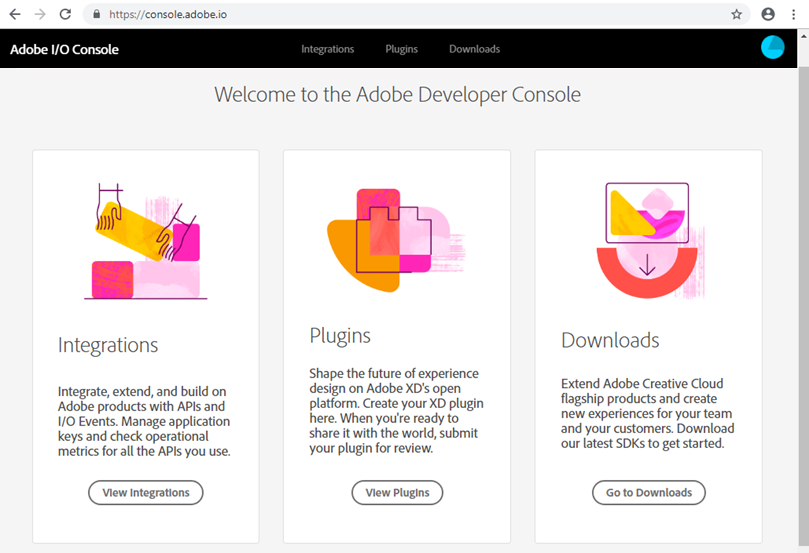 https://console.adobe.io
Adobe I/O Console
Integrations
Plugins
Downloads
Welcome to the Adobe Developer Console
Integrations
Integrate, extend, and build on
Adobe products with APIs and
I/O Events. Manage application
keys and check operational
metrics for all the APIs you use.
View Integrations
Plugins
Shape the future of experience
design on Adobe XD's open
platform. Create your XD plugin
here. When you're ready to
share it with the world, submit
your plugin for review.
View Plugins
Downloads
Extend Adobe Creative Cloud
flagship products and create
new experiences for your team
and your customers. Download
our latest SDKs to get started.
Go to Downloads